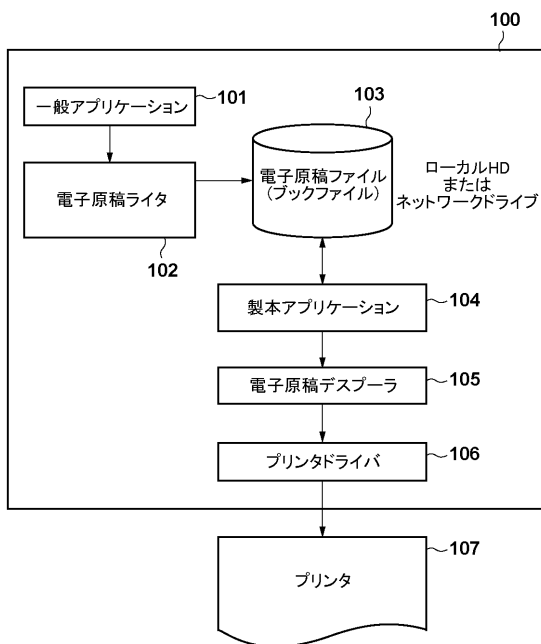 100
一般アプリケーション
101
電子原稿ライタ
102
103
電子原稿ファイル
(ブックファイル)
ローカルHD
または
ネットワークドライブ
製本アプリケーション
104
電子原稿デスプーラ
105
プリンタドライバ
106
プリンタ
107